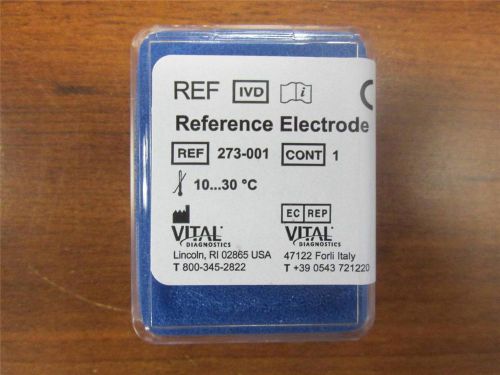 REF IVD i C
Reference Electrode
REF 273-001 CONT 1
10...30 °C
EC REP
VITAL VITAL
DIAGNOSTICS DIAGNOSTICS
Lincoln, RI 02865 USA 47122 Forli Italy
T 800-345-2822 T +39 0543 721220